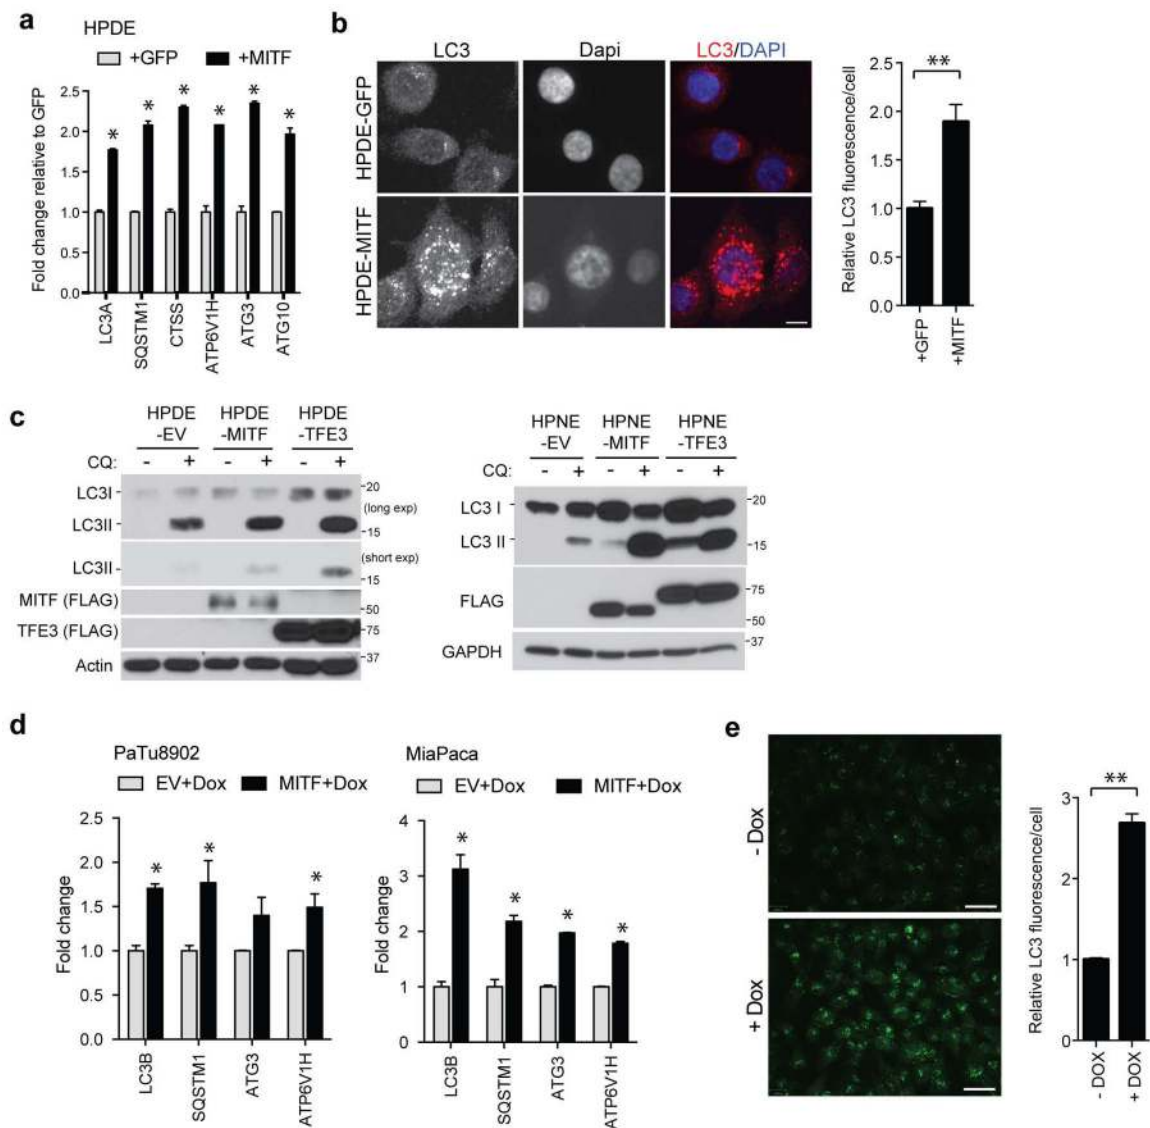 a
HPDE
+GFP +MITF
Fold change relative to GFP
2.5
2.0
1.5
1.0
0.5
0.0
* * * * * *
LC3A SQSTM1 CTSS ATP6V1H ATG3 ATG10
b
LC3 Dapi LC3/DAPI
HPDE-GFP
HPDE-MITF
Relative LC3 fluorescence/cell
**
2.5
2.0
1.5
1.0
0.5
0.0
+GFP +MITF
c
HPDE HPDE HPDE
-EV -MITF -TFE3
CQ: - + - + - +
LC3I
20
(long exp)
LC3II
15
(short exp)
LC3II
15
MITF (FLAG)
50
TFE3 (FLAG)
75
37
Actin
HPNE HPNE HPNE
-EV -MITF -TFE3
CQ: - + - + - +
20
LC3 I
LC3 II
15
75
FLAG
50
37
GAPDH
d
PaTu8902
EV+Dox MITF+Dox
Fold change
2.5
2.0
1.5
1.0
0.5
0.0
* * *
LC3B SQSTM1 ATG3 ATP6V1H
MiaPaca
EV+Dox MITF+Dox
Fold change
4
3
2
1
0
* * * *
LC3B SQSTM1 ATG3 ATP6V1H
e
- Dox
+ Dox
Relative LC3 fluorescence/cell
**
3
2
1
0
- DOX + DOX